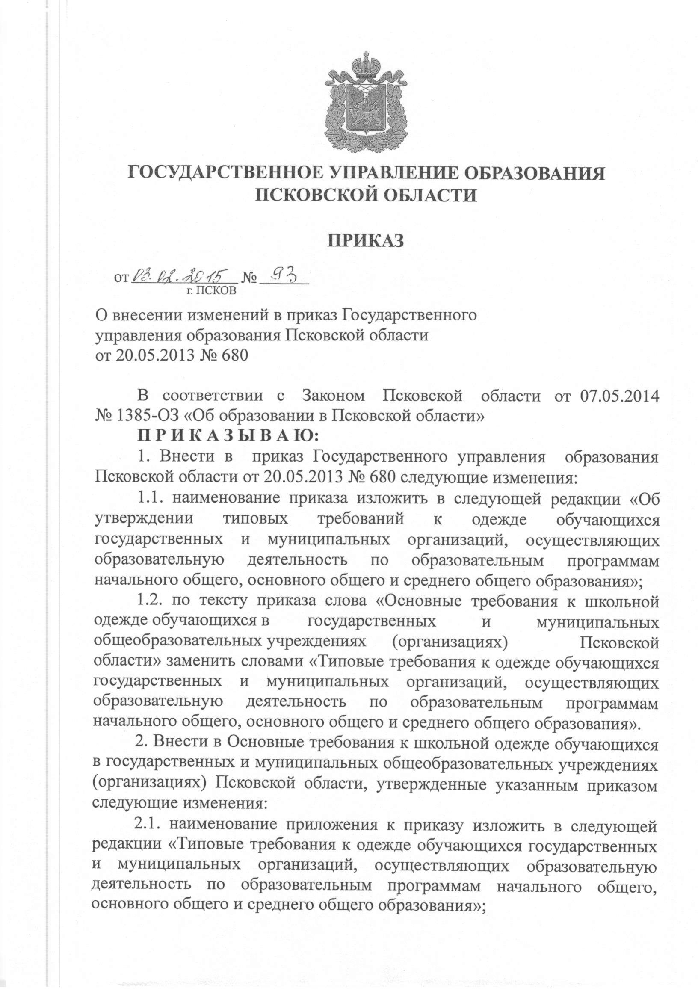 ГОСУДАРСТВЕННОЕ УПРАВЛЕНИЕ ОБРАЗОВАНИЯ
ПСКОВСКОЙ ОБЛАСТИ
ПРИКАЗ
от 03.02.2015 № 93
г. ПСКОВ
О внесении изменений в приказ Государственного
управления образования Псковской области
от 20.05.2013 № 680
В соответствии с Законом Псковской области от 07.05.2014
№ 1385-ОЗ «Об образовании в Псковской области»
П Р И К А З Ы В А Ю:
1. Внести в приказ Государственного управления образования
Псковской области от 20.05.2013 № 680 следующие изменения:
1.1. наименование приказа изложить в следующей редакции «Об
утверждении типовых требований к одежде обучающихся
государственных и муниципальных организаций, осуществляющих
образовательную деятельность по образовательным программам
начального общего, основного общего и среднего общего образования»;
1.2. по тексту приказа слова «Основные требования к школьной
одежде обучающихся в государственных и муниципальных
общеобразовательных учреждениях (организациях) Псковской
области» заменить словами «Типовые требования к одежде обучающихся
государственных и муниципальных организаций, осуществляющих
образовательную деятельность по образовательным программам
начального общего, основного общего и среднего общего образования».
2. Внести в Основные требования к школьной одежде обучающихся
в государственных и муниципальных общеобразовательных учреждениях
(организациях) Псковской области, утвержденные указанным приказом
следующие изменения:
2.1. наименование приложения к приказу изложить в следующей
редакции «Типовые требования к одежде обучающихся государственных
и муниципальных организаций, осуществляющих образовательную
деятельность по образовательным программам начального общего,
основного общего и среднего общего образования»;